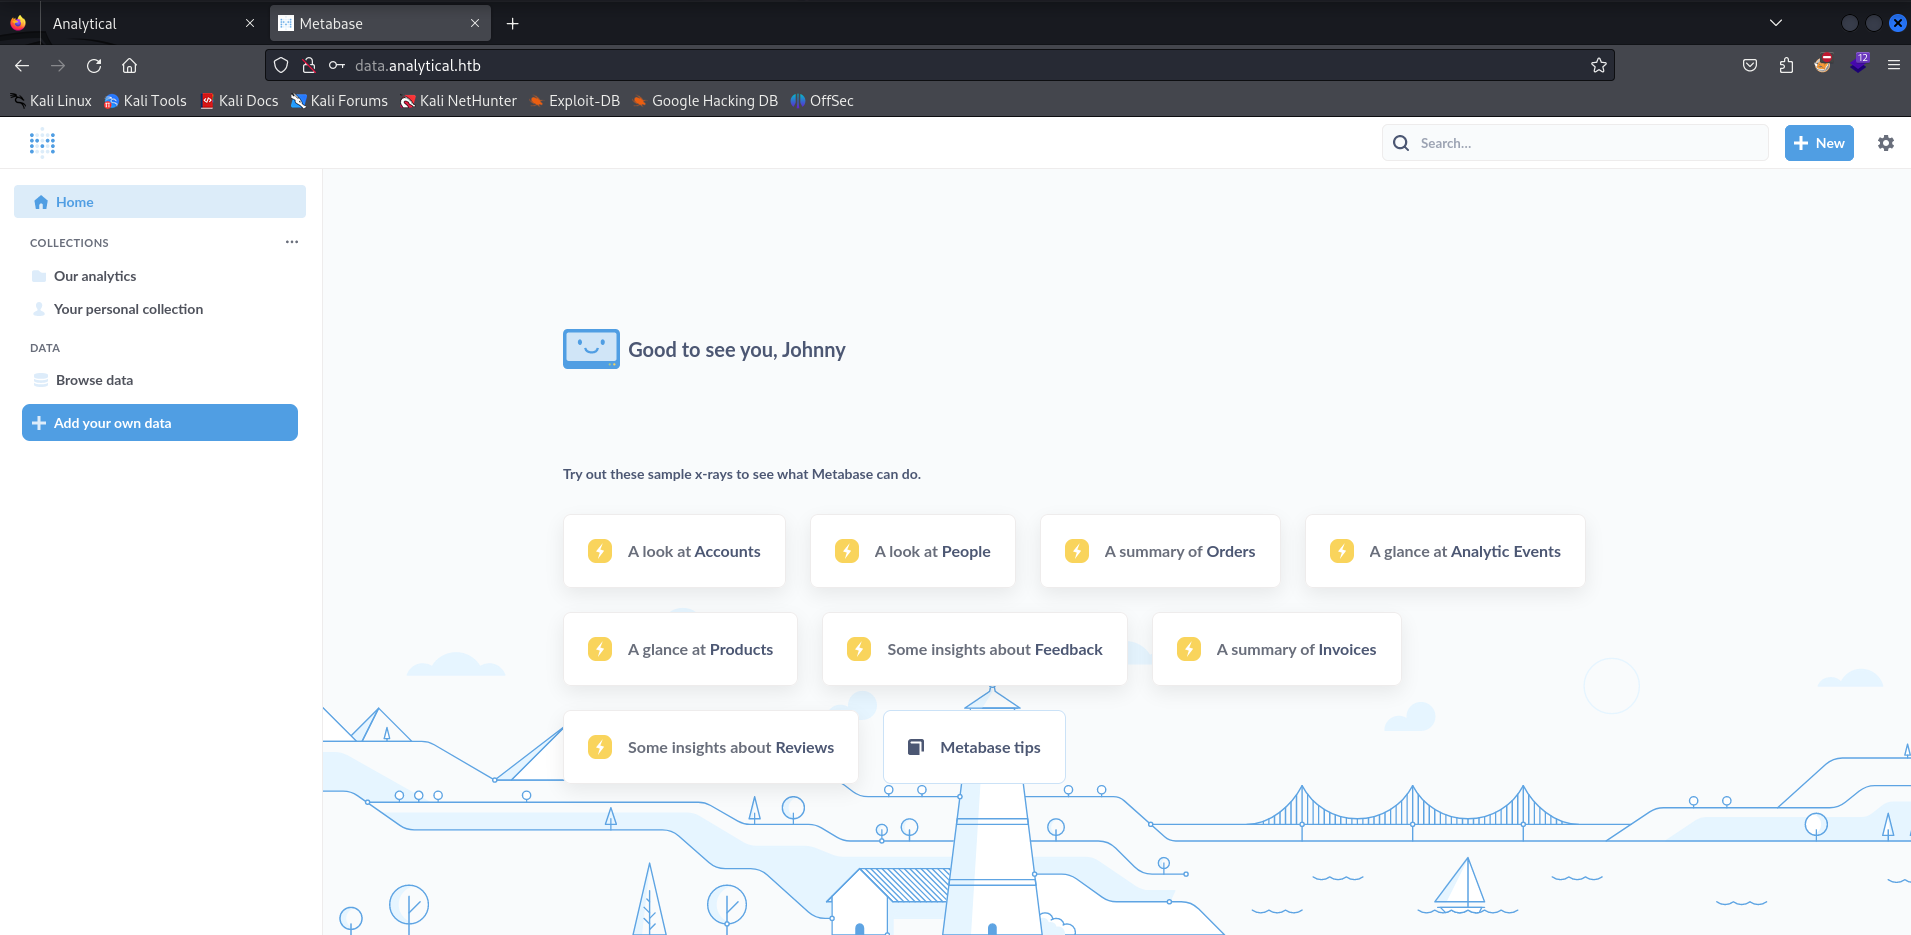 Analytical
Metabase
data.analytical.htb
Kali Linux Kali Tools Kali Docs Kali Forums Kali NetHunter Exploit-DB Google Hacking DB OffSec
12
Search...
New
Home
COLLECTIONS
Our analytics
Your personal collection
DATA
Browse data
Add your own data
Good to see you, Johnny
Try out these sample x-rays to see what Metabase can do.
A look at Accounts
A look at People
A summary of Orders
A glance at Analytic Events
A glance at Products
Some insights about Feedback
A summary of Invoices
Some insights about Reviews
Metabase tips